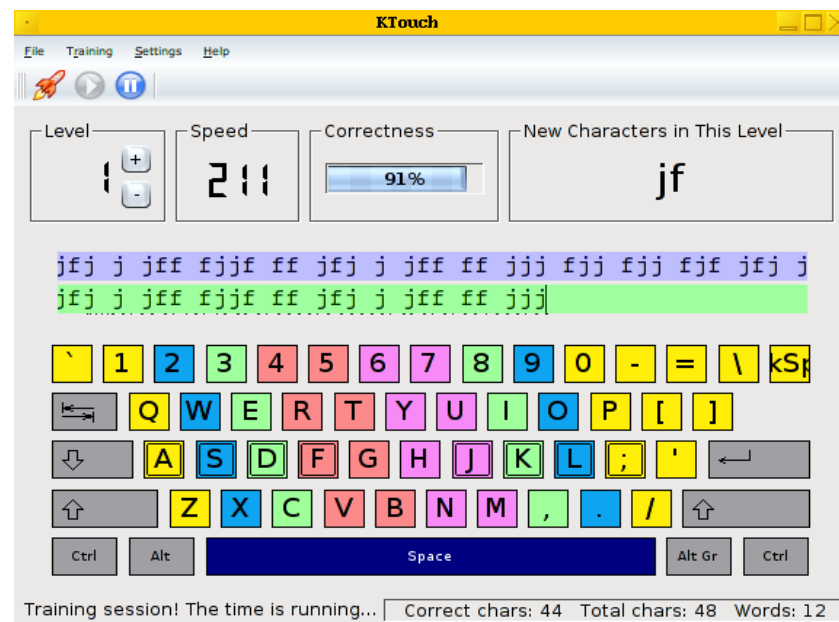 KTouch
File Training Settings Help
Level Speed Correctness New Characters in This Level
1 + - 211 91% jf
jfj j jff fjjf ff jfj j jff ff jjj fjj fjj fjf jfj j
jfj j jff fjjf ff jfj j jff ff jjj
` 1 2 3 4 5 6 7 8 9 0 - = \ kSp
Q W E R T Y U I O P [ ]
A S D F G H J K L ; '
Z X C V B N M , . /
Ctrl Alt Space Alt Gr Ctrl
Training session! The time is running... Correct chars: 44 Total chars: 48 Words: 12